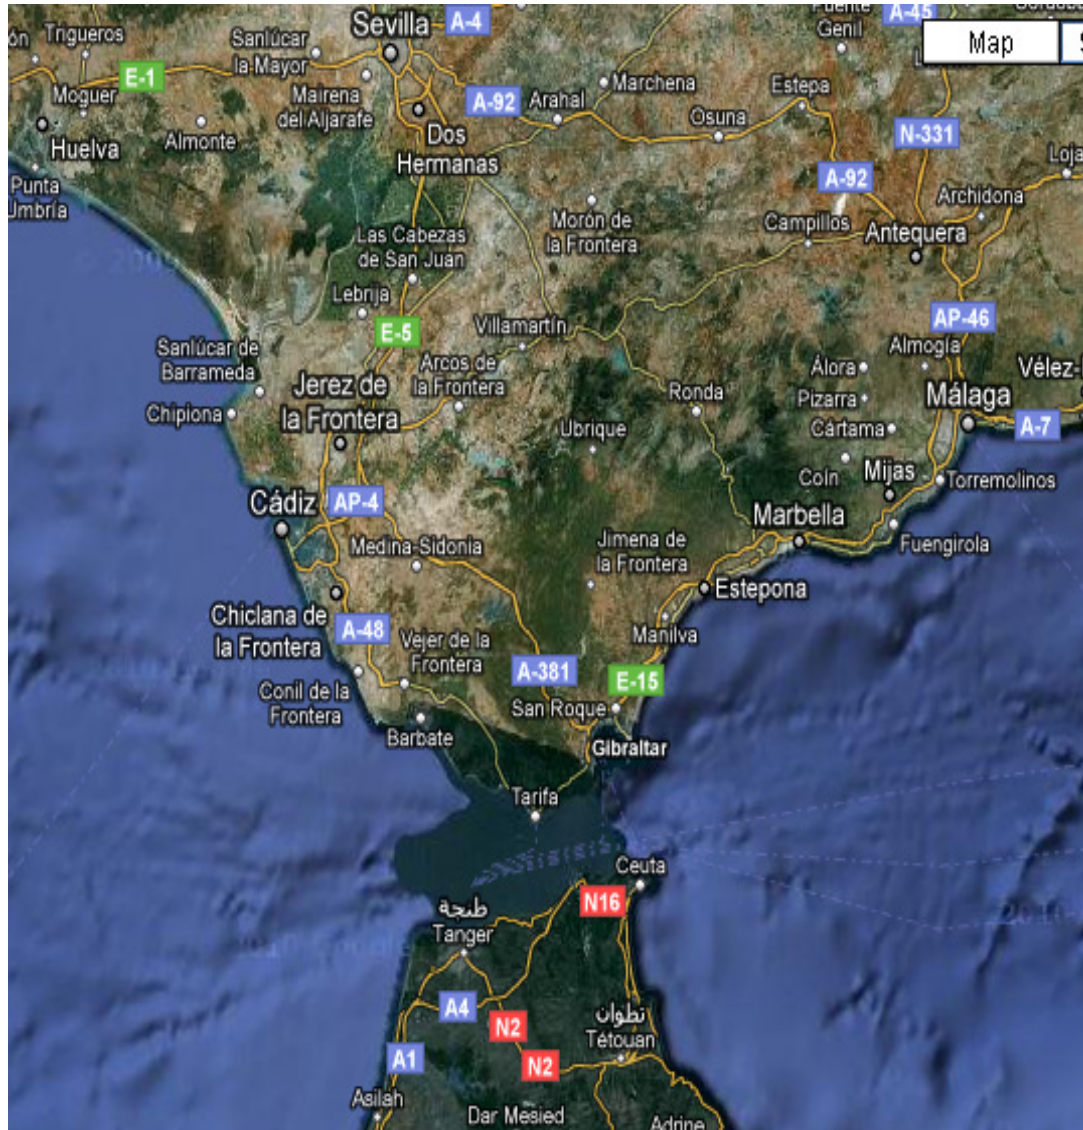 Sevilla
A-4
Puente
Genil
A-45
Map
Trigueros
Sanlúcar
la Mayor
E-1
Moguer
Mairena
del Aljarafe
A-92
Arahal
Marchena
Estepa
Osuna
N-331
Huelva
Almonte
Dos
Hermanas
Loja
Punta
Umbría
A-92
Archidona
Morón de
la Frontera
Campillos
Antequera
Las Cabezas
de San Juan
Lebrija
E-5
Villamartín
AP-46
Almogía
Sanlúcar de
Barrameda
Jerez de
la Frontera
Arcos de
la Frontera
Ronda
Álora
Pizarra
Vélez-
Málaga
Chipiona
Ubrique
Cártama
A-7
Coín
Mijas
Torremolinos
Cádiz
AP-4
Marbella
Medina-Sidonia
Jimena de
la Frontera
Fuengirola
Estepona
Chiclana de
la Frontera
A-48
Vejer de la
Frontera
Manilva
A-381
E-15
Conil de la
Frontera
San Roque
Barbate
Gibraltar
Tarifa
Ceuta
N16
طنجة
Tanger
A4
N2
تطوان
Tétouan
A1
N2
Asilah
Dar Mesied
Adrine